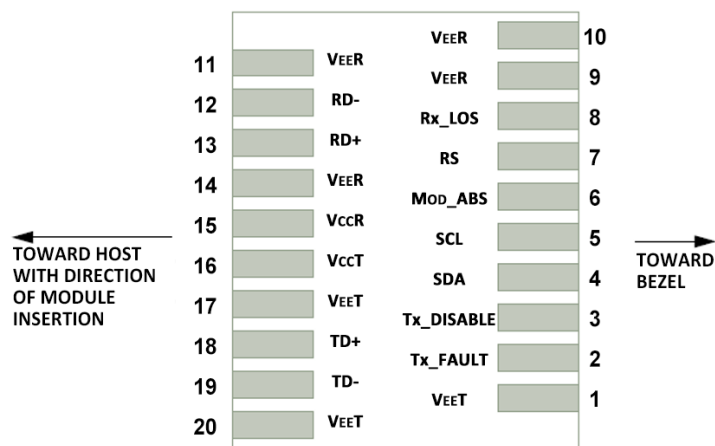 VEER 10
11 VEER
VEER 9
12 RD-
Rx_LOS 8
13 RD+
RS 7
14 VEER
MOD_ABS 6
15 VCCR
SCL 5
16 VCCT
SDA 4
17 VEET
Tx_DISABLE 3
18 TD+
Tx_FAULT 2
19 TD-
VEET 1
20 VEET
TOWARD HOST
WITH DIRECTION
OF MODULE
INSERTION
TOWARD
BEZEL